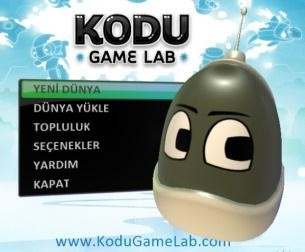 KODU
GAME LAB
YENİ DÜNYA
DÜNYA YÜKLE
TOPLULUK
SEÇENEKLER
YARDIM
KAPAT
www.KoduGameLab.com